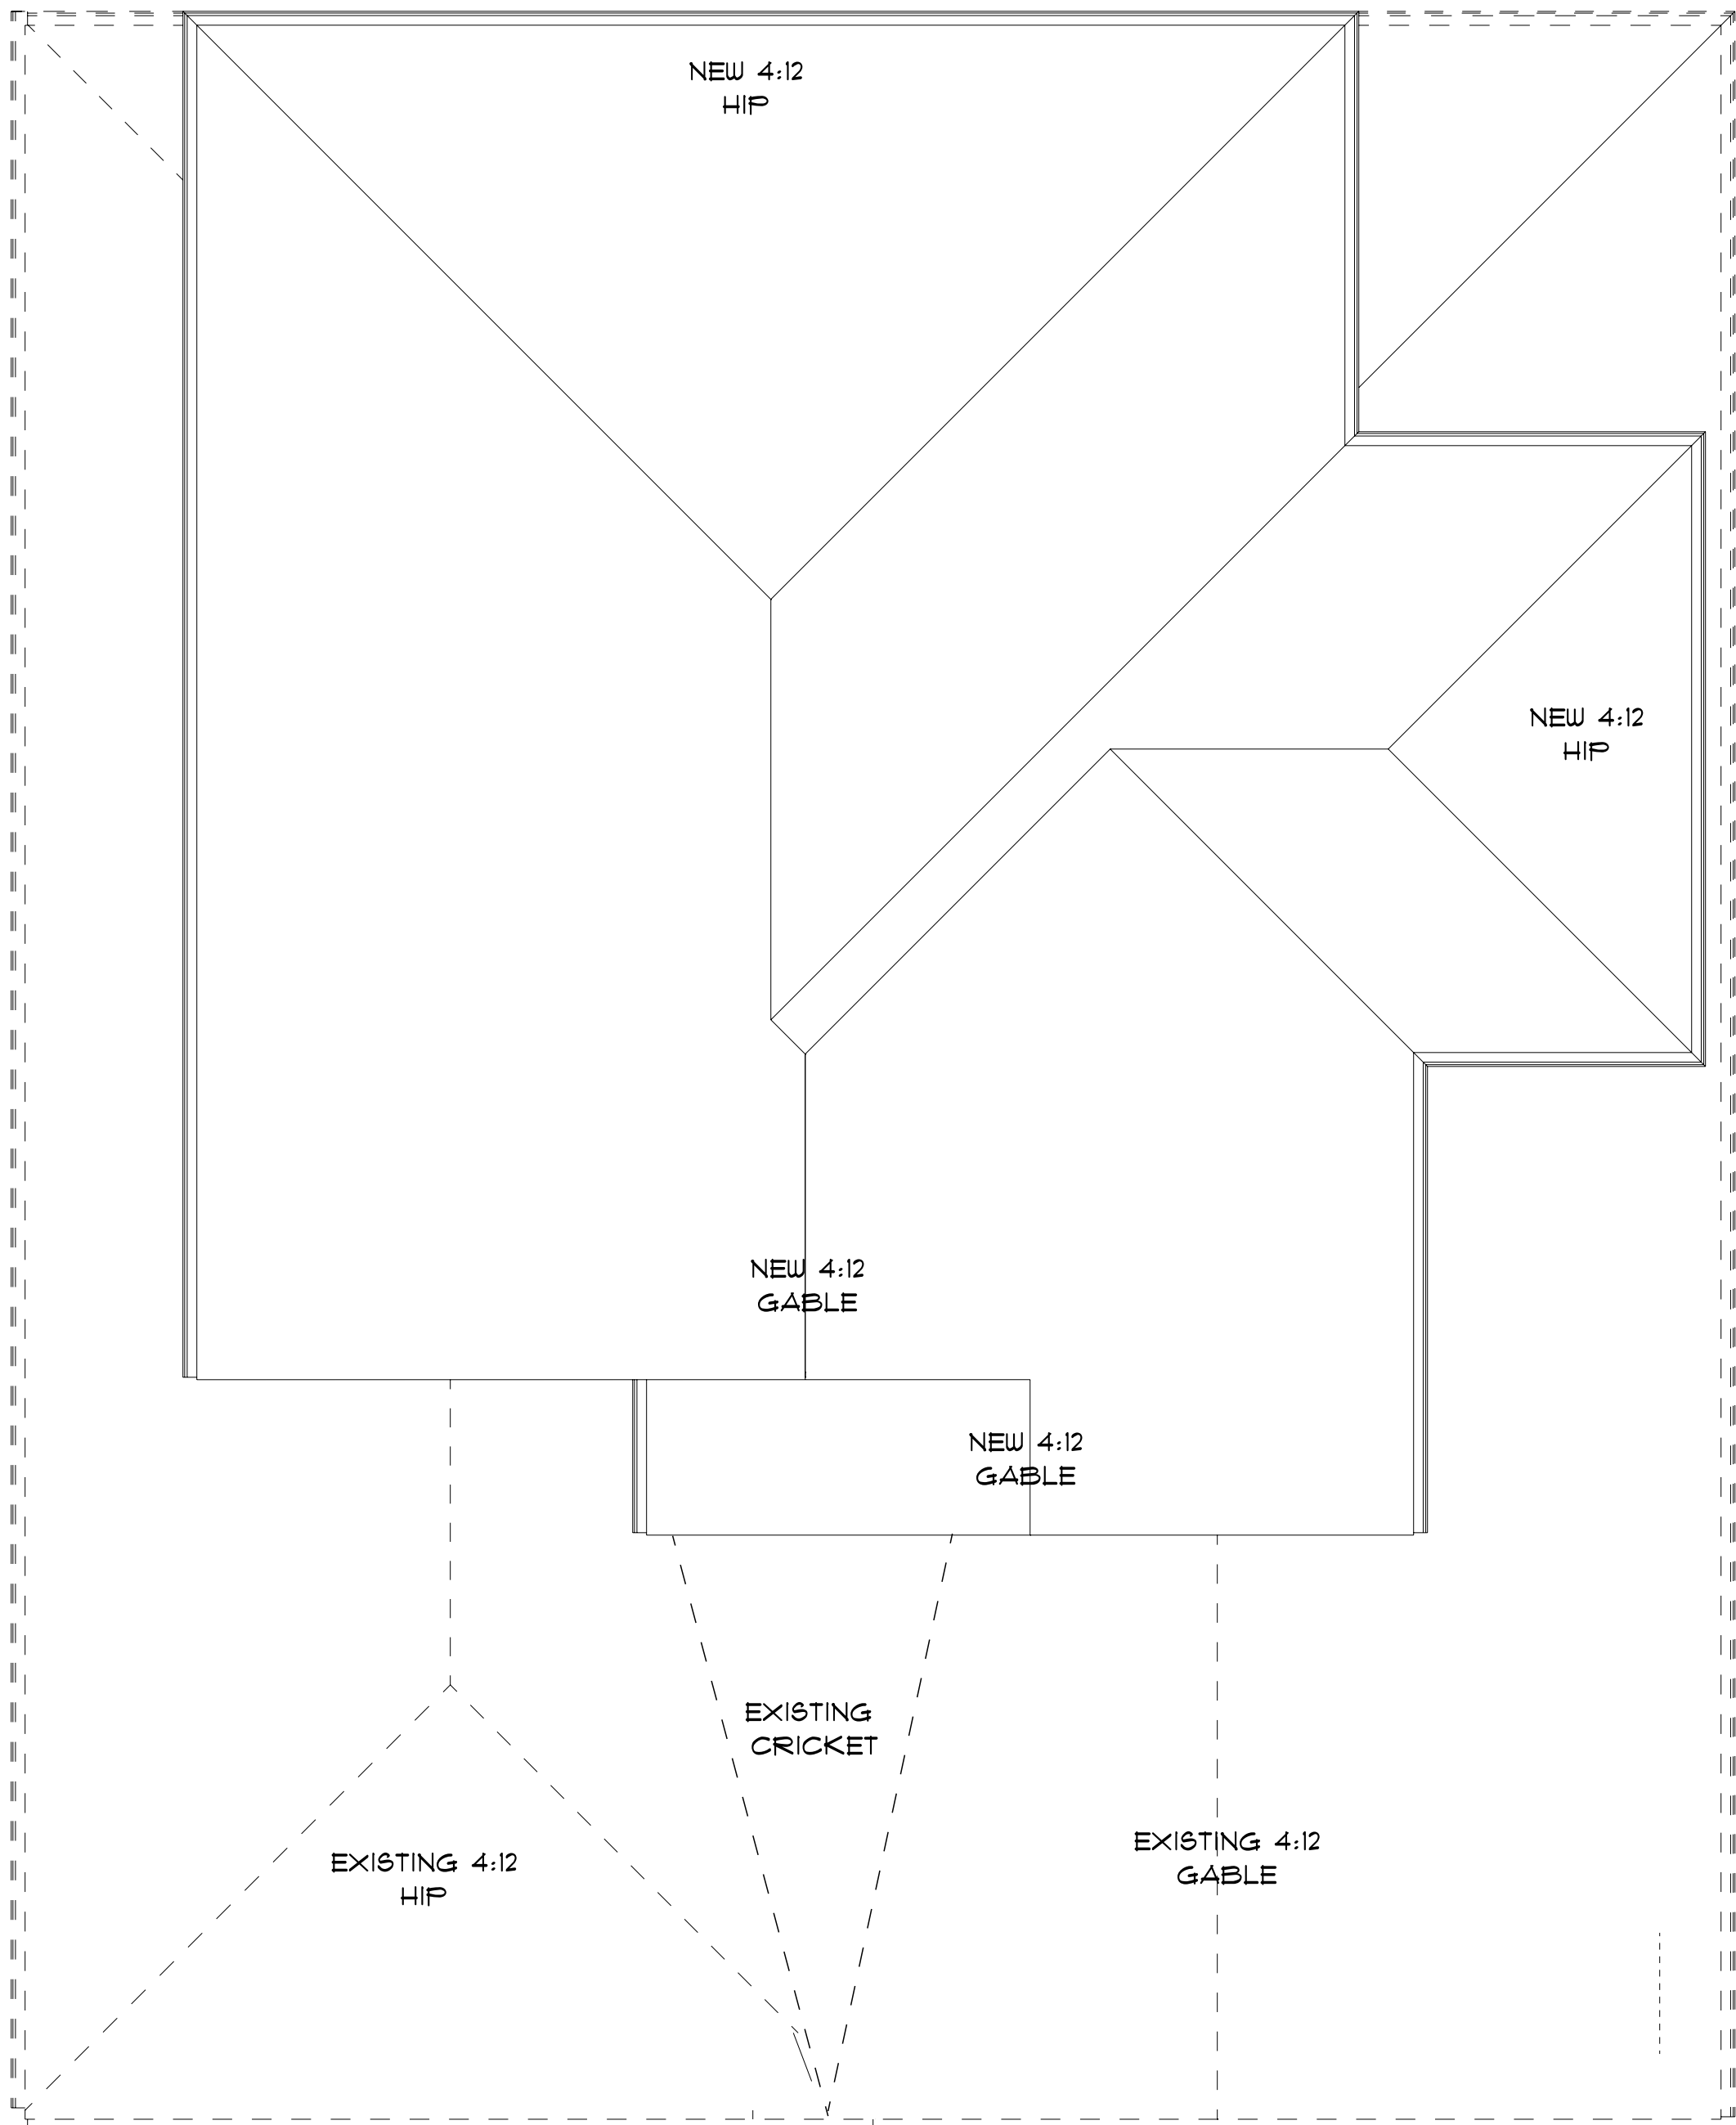 NEW 4:12
HIP
NEW 4:12
HIP
NEW 4:12
GABLE
NEW 4:12
GABLE
EXISTING
CRICKET
EXISTING 4:12
GABLE
EXISTING 4:12
HIP